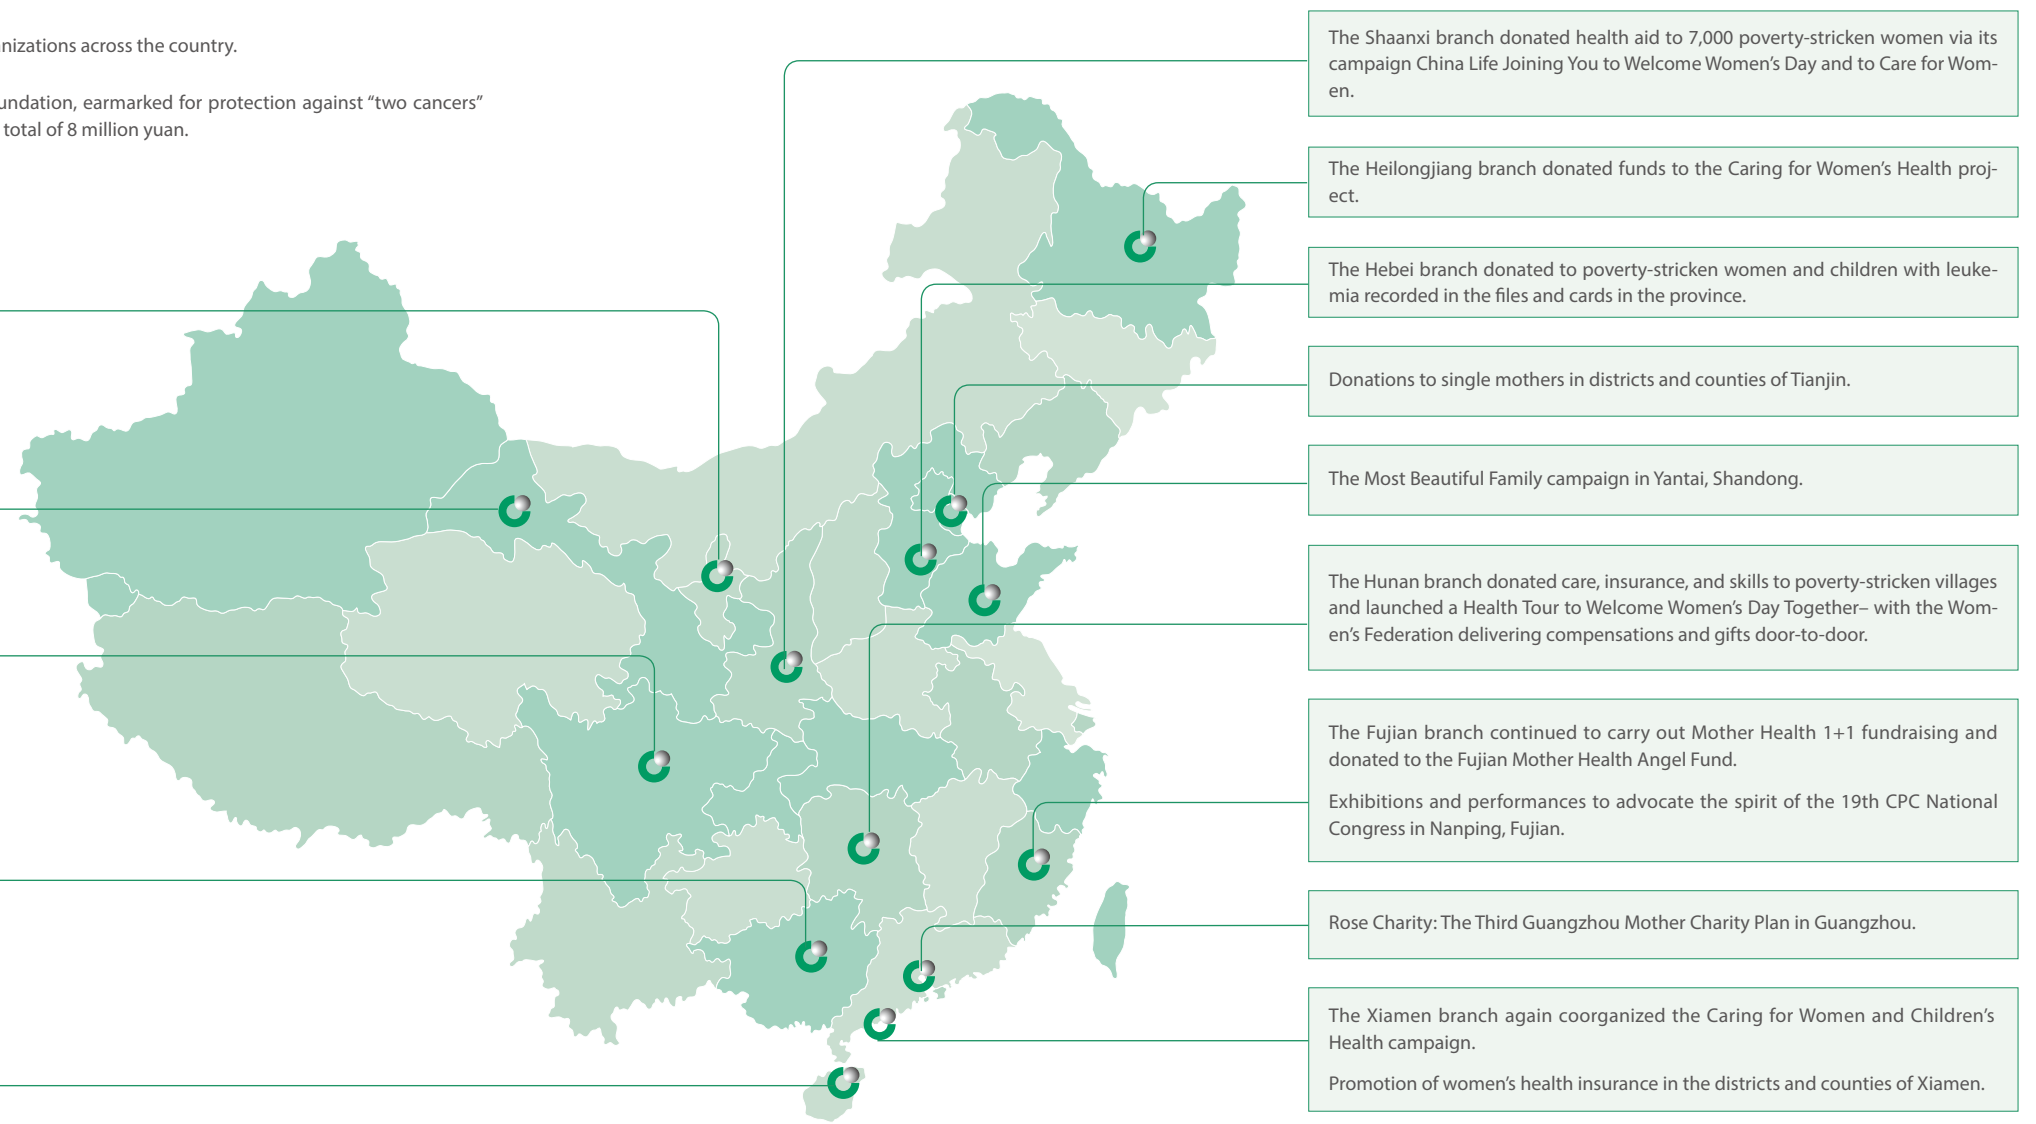 nizations across the country.
undation, earmarked for protection against “two cancers”
total of 8 million yuan.
The Shaanxi branch donated health aid to 7,000 poverty-stricken women via its
campaign China Life Joining You to Welcome Women’s Day and to Care for Wom-
en.
The Heilongjiang branch donated funds to the Caring for Women’s Health proj-
ect.
The Hebei branch donated to poverty-stricken women and children with leuke-
mia recorded in the files and cards in the province.
Donations to single mothers in districts and counties of Tianjin.
The Most Beautiful Family campaign in Yantai, Shandong.
The Hunan branch donated care, insurance, and skills to poverty-stricken villages
and launched a Health Tour to Welcome Women’s Day Together– with the Wom-
en’s Federation delivering compensations and gifts door-to-door.
The Fujian branch continued to carry out Mother Health 1+1 fundraising and
donated to the Fujian Mother Health Angel Fund.
Exhibitions and performances to advocate the spirit of the 19th CPC National
Congress in Nanping, Fujian.
Rose Charity: The Third Guangzhou Mother Charity Plan in Guangzhou.
The Xiamen branch again coorganized the Caring for Women and Children’s
Health campaign.
Promotion of women’s health insurance in the districts and counties of Xiamen.